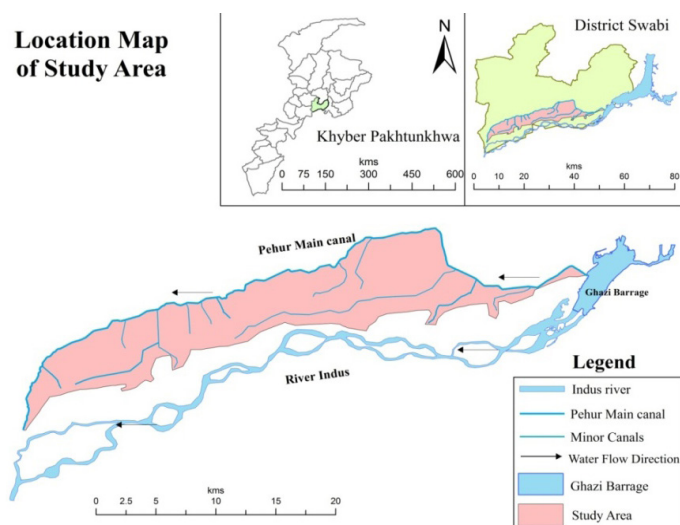 Location Map
of Study Area
N
Khyber Pakhtunkhwa
kms
0 75 150 300 450 600
District Swabi
kms
0 20 40 60 80
Pehur Main canal
Ghazi Barrage
River Indus
kms
0 2.5 5 10 15 20
Legend
Indus river
Pehur Main canal
Minor Canals
Water Flow Direction
Ghazi Barrage
Study Area